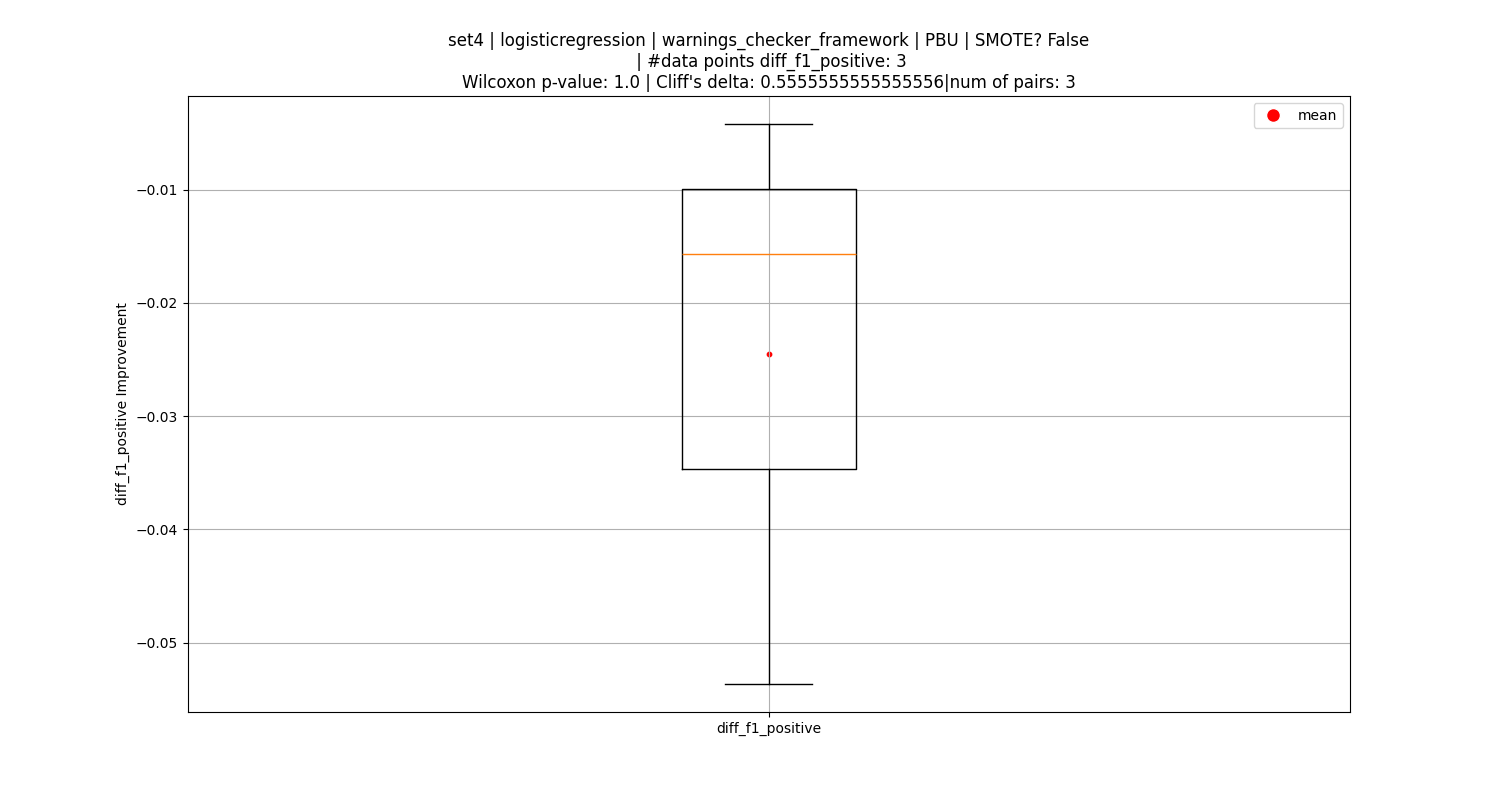 set4 | logisticregression | warnings_checker_framework | PBU | SMOTE? False
| #data points diff_f1_positive: 3
Wilcoxon p-value: 1.0 | Cliff's delta: 0.5555555555555556|num of pairs: 3
mean
−0.01
−0.02
−0.03
−0.04
−0.05
diff_f1_positive Improvement
diff_f1_positive